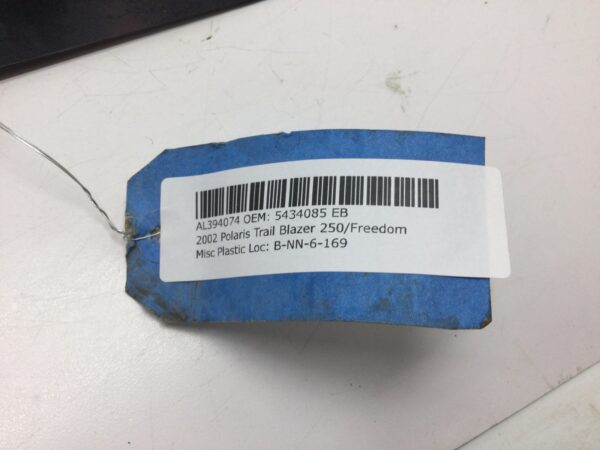 AL394074 OEM: 5434085 EB
2002 Polaris Trail Blazer 250/Freedom
Misc Plastic Loc: B-NN-6-169